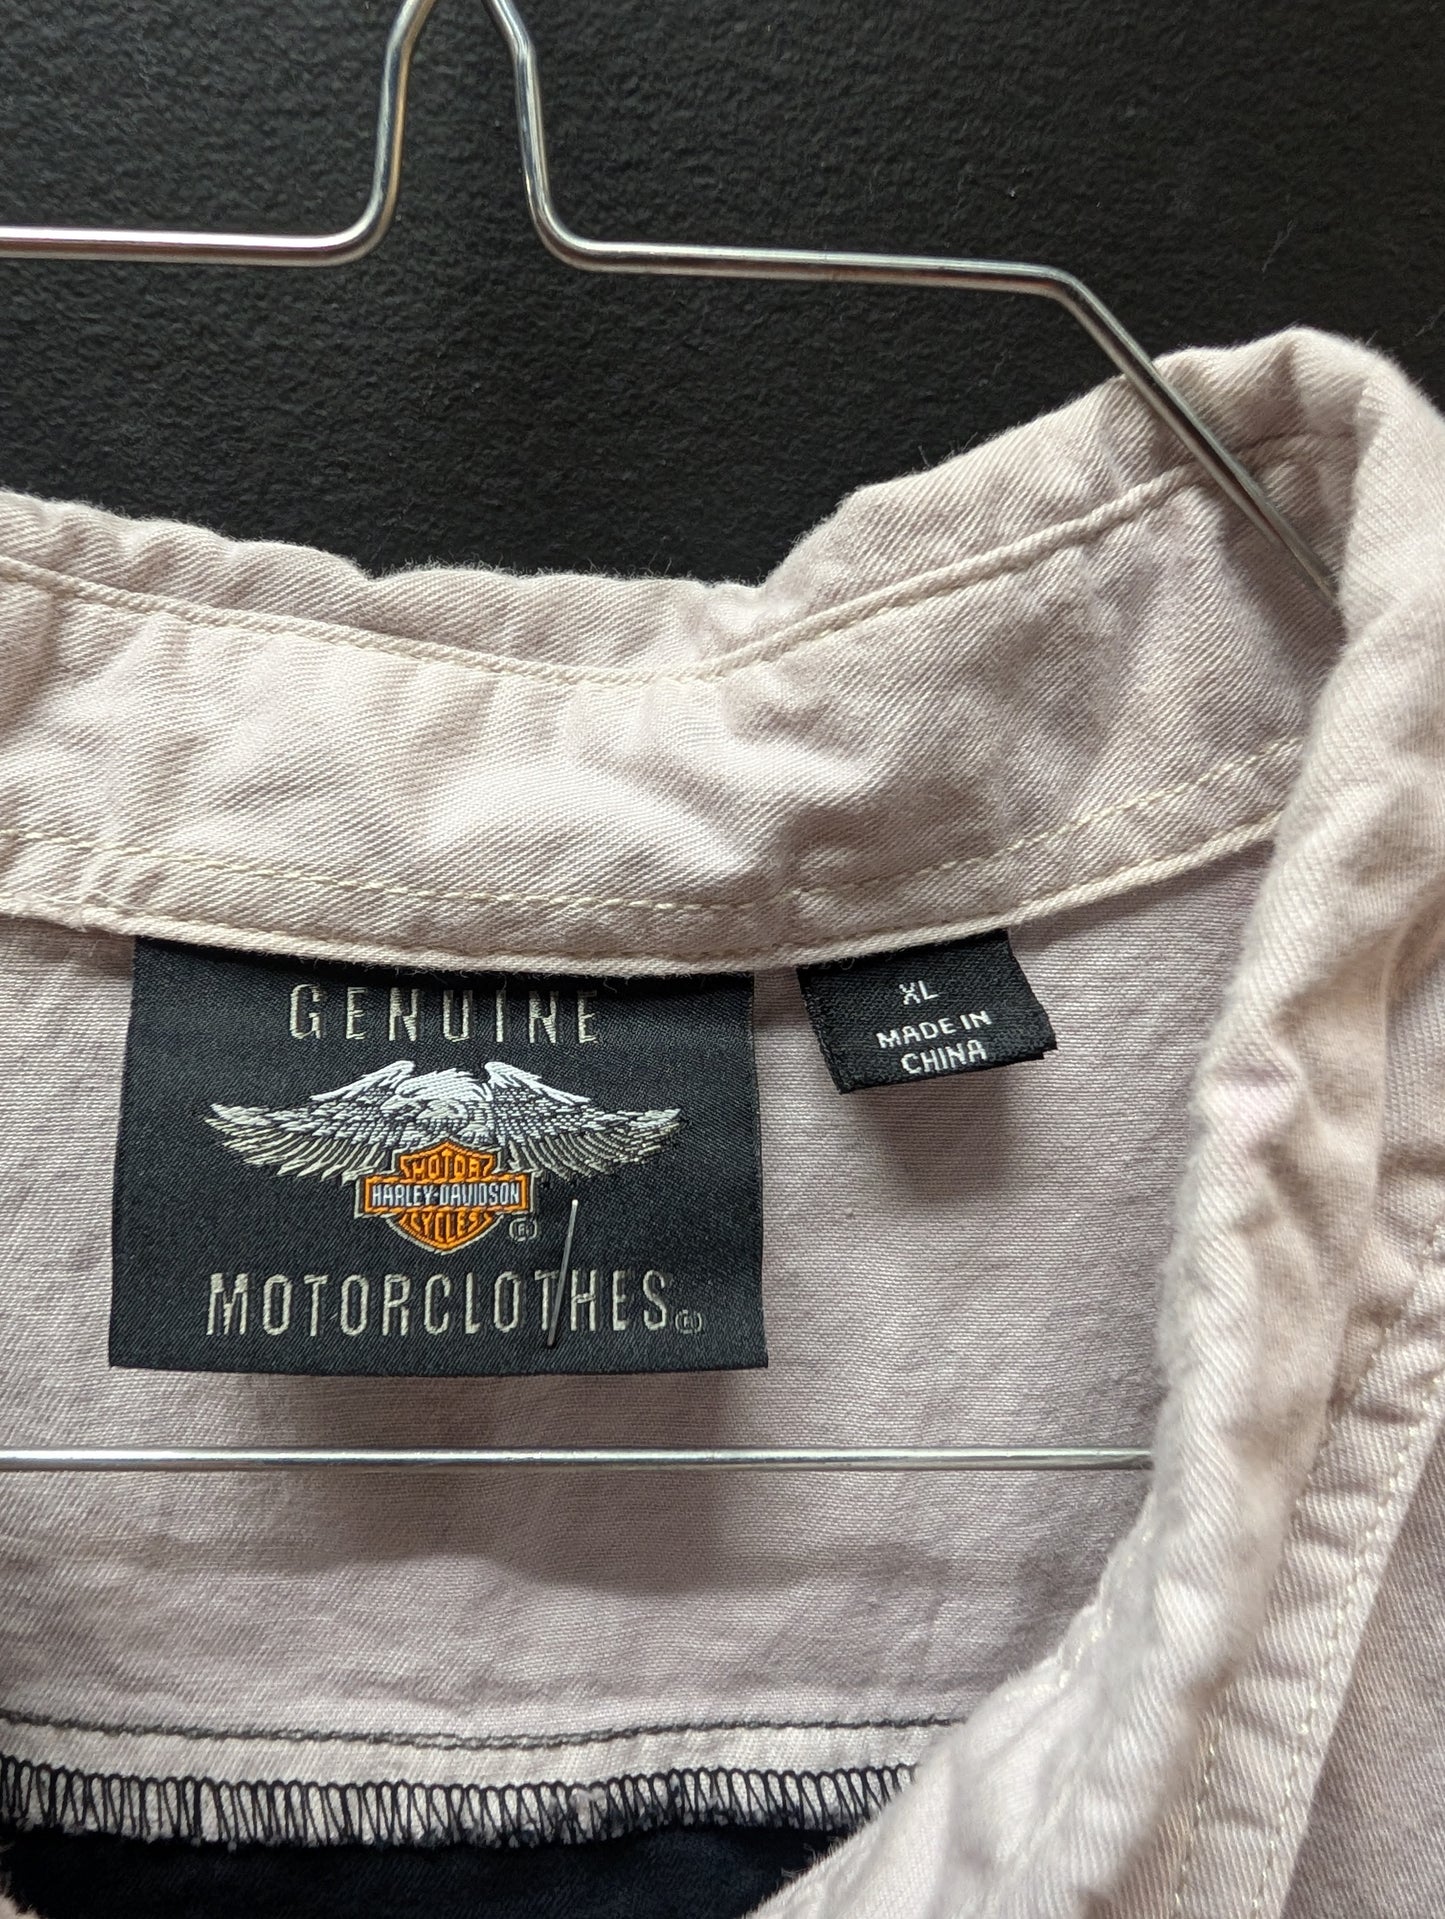 GENUINE
MOTOR
HARLEY-DAVIDSON
CYCLES
®
MOTORCLOTHES®
XL
MADE IN
CHINA